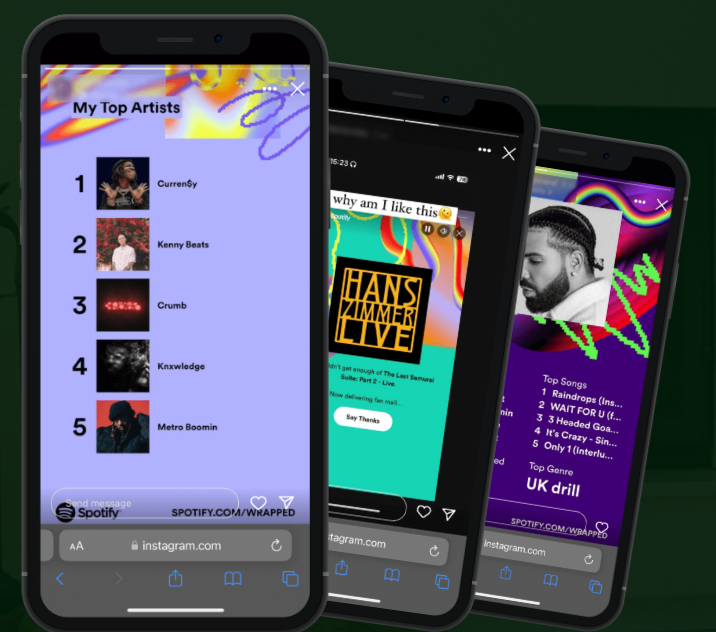 My Top Artists
1 Curren$y
2 Kenny Beats
3 Crumb
4 Knxwledge
5 Metro Boomin
Send message
Spotify
SPOTIFY.COM/WRAPPED
AA instagram.com
15:23
76
why am I like this
Spotify
HANS
ZIMMER
LIVE
get enough of The Last Samurai
Suite: Part 2 - Live.
Now delivering fan mail...
Say Thanks
tagram.com
Top Songs
1 Raindrops (Ins...
2 WAIT FOR U (f...
3 3 Headed Goa...
4 It's Crazy - Sin...
5 Only 1 (Interlu...
Top Genre
UK drill
SPOTIFY.COM/WRAPPED
instagram.com